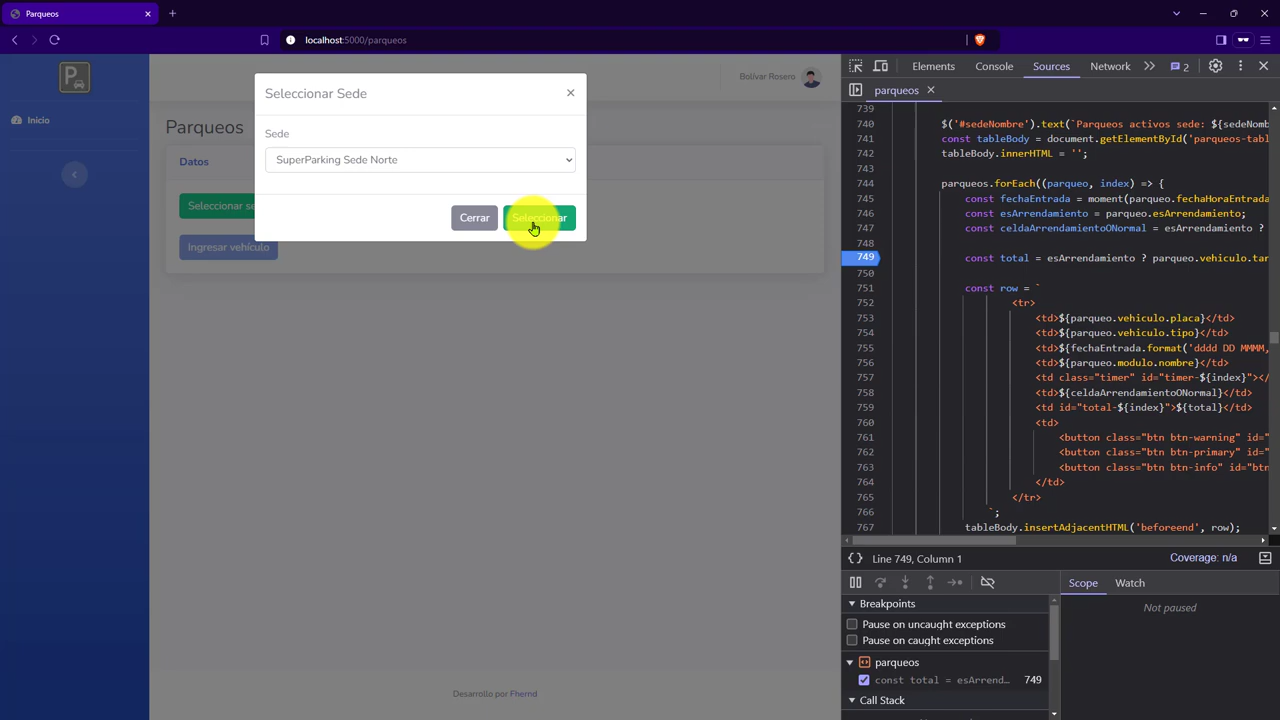 Parqueos
localhost:5000/parqueos
P
Inicio
Bolívar Rosero
Parqueos
Datos
Seleccionar se
Ingresar vehículo
Seleccionar Sede
×
Sede
SuperParking Sede Norte
Cerrar
Seleccionar
Desarrollo por Fhernd
Elements
Console
Sources
Network
2
parqueos
739
740 $('#sedeNombre').text(`Parqueos activos sede: ${sedeNomb
741 const tableBody = document.getElementById('parqueos-tabl
742 tableBody.innerHTML = '';
743
744 parqueos.forEach((parqueo, index) => {
745 const fechaEntrada = moment(parqueo.fechaHoraEntrada
746 const esArrendamiento = parqueo.esArrendamiento;
747 const celdaArrendamientoONormal = esArrendamiento ?
748
749 const total = esArrendamiento ? parqueo.vehiculo.tar
750
751 const row = `
752 <tr>
753 <td>${parqueo.vehiculo.placa}</td>
754 <td>${parqueo.vehiculo.tipo}</td>
755 <td>${fechaEntrada.format('dddd DD MMMM,
756 <td>${parqueo.modulo.nombre}</td>
757 <td class="timer" id="timer-${index}"></
758 <td>${celdaArrendamientoONormal}</td>
759 <td id="total-${index}">${total}</td>
760 <td>
761 <button class="btn btn-warning" id="
762 <button class="btn btn-primary" id="
763 <button class="btn btn-info" id="btn
764 </td>
765 </tr>
766 `;
767 tableBody.insertAdjacentHTML('beforeend', row);
{} Line 749, Column 1
Coverage: n/a
Scope
Watch
Not paused
Breakpoints
Pause on uncaught exceptions
Pause on caught exceptions
parqueos
const total = esArrend… 749
Call Stack